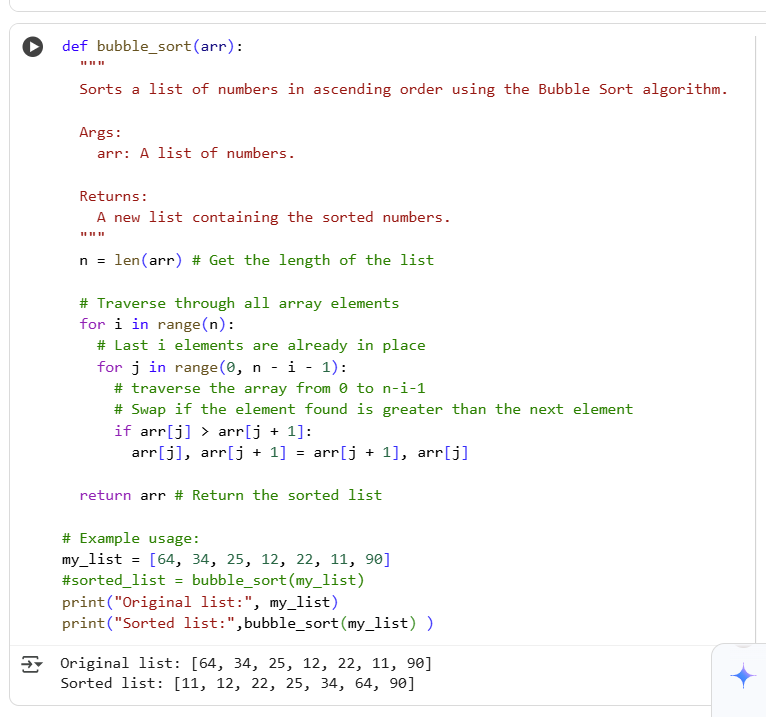 def bubble_sort(arr):
"""
Sorts a list of numbers in ascending order using the Bubble Sort algorithm.
Args:
arr: A list of numbers.
Returns:
A new list containing the sorted numbers.
"""
n = len(arr) # Get the length of the list
# Traverse through all array elements
for i in range(n):
# Last i elements are already in place
for j in range(0, n - i - 1):
# traverse the array from 0 to n-i-1
# Swap if the element found is greater than the next element
if arr[j] > arr[j + 1]:
arr[j], arr[j + 1] = arr[j + 1], arr[j]
return arr # Return the sorted list
# Example usage:
my_list = [64, 34, 25, 12, 22, 11, 90]
#sorted_list = bubble_sort(my_list)
print("Original list:", my_list)
print("Sorted list:",bubble_sort(my_list) )
Original list: [64, 34, 25, 12, 22, 11, 90]
Sorted list: [11, 12, 22, 25, 34, 64, 90]